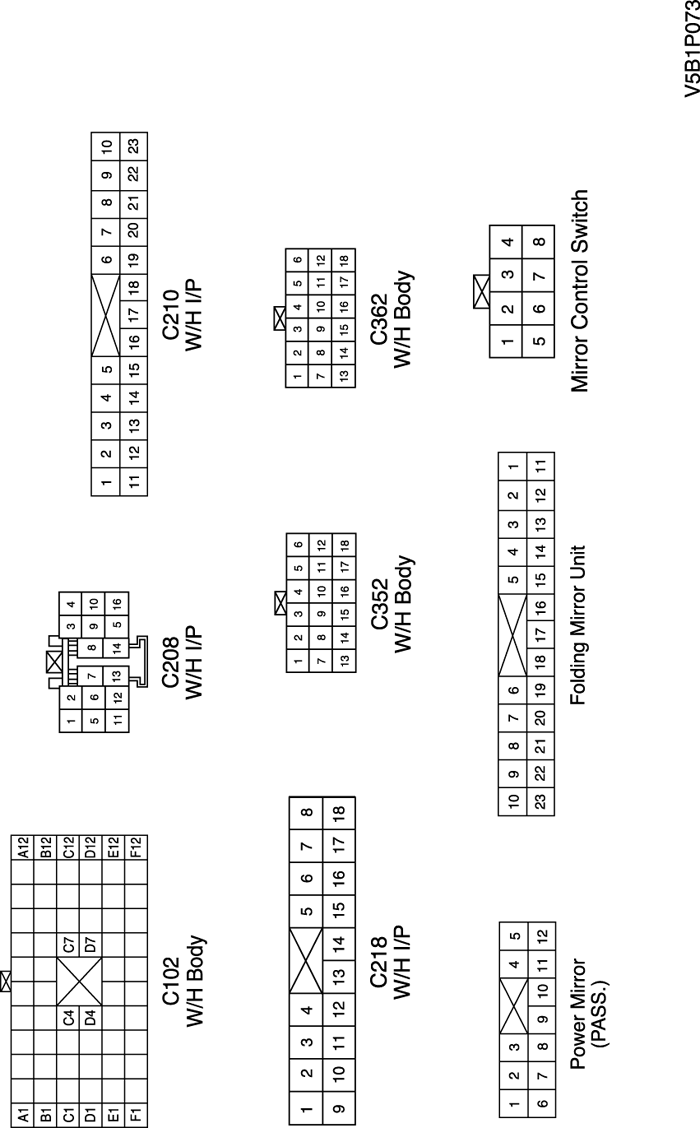 A1 A12
B1 B12
C1 C4 C7 C12
D1 D4 D7 D12
E1 E12
F1 F12
C102
W/H Body
1 2 3 4
5 6 7 8 9 10
11 12 13 14 5 16
C208
W/H I/P
1 2 3 4 5 6 7 8 9 10
11 12 13 14 15 16 17 18 19 20 21 22 23
C210
W/H I/P
1 2 3 4 5 6 7 8
9 10 11 12 13 14 15 16 17 18
C218
W/H I/P
1 2 3 4 5 6
7 8 9 10 11 12
13 14 15 16 17 18
C352
W/H Body
1 2 3 4 5 6
7 8 9 10 11 12
13 14 15 16 17 18
C362
W/H Body
1 2 3 4 5
6 7 8 9 10 11 12
Power Mirror
(PASS.)
10 9 8 7 6 5 4 3 2 1
23 22 21 20 19 18 17 16 15 14 13 12 11
Folding Mirror Unit
1 2 3 4
5 6 7 8
Mirror Control Switch
V5B1P073